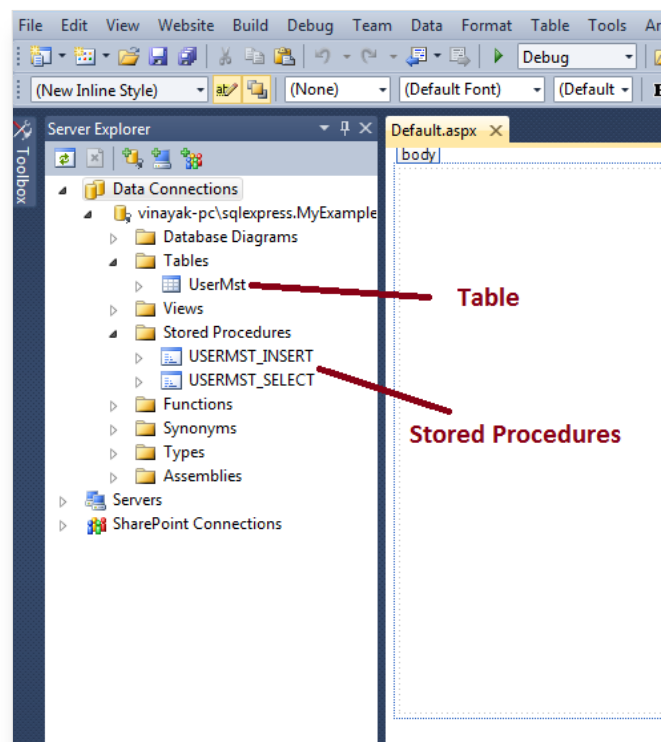 File Edit View Website Build Debug Team Data Format Table Tools
Debug
(New Inline Style) ab (None) (Default Font) (Default
Server Explorer
Default.aspx
Toolbox
body
Data Connections
vinayak-pc\sqlexpress.MyExample
Database Diagrams
Tables
UserMst
Table
Views
Stored Procedures
USERMST_INSERT
USERMST_SELECT
Functions
Stored Procedures
Synonyms
Types
Assemblies
Servers
SharePoint Connections